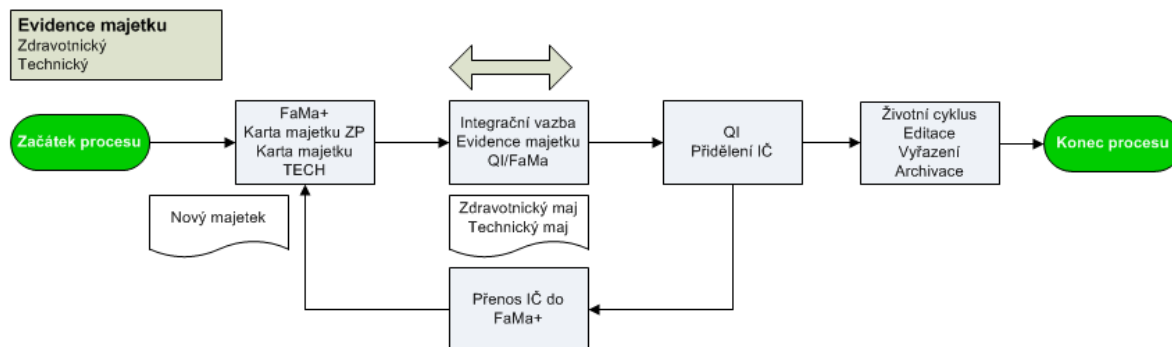 Evidence majetku
Zdravotnický
Technický
Začátek procesu
FaMa+
Karta majetku ZP
Karta majetku
TECH
Integrační vazba
Evidence majetku
QI/FaMa
QI
Přidělení IČ
Životní cyklus
Editace
Vyřazení
Archivace
Konec procesu
Nový majetek
Zdravotnický maj
Technický maj
Přenos IČ do
FaMa+